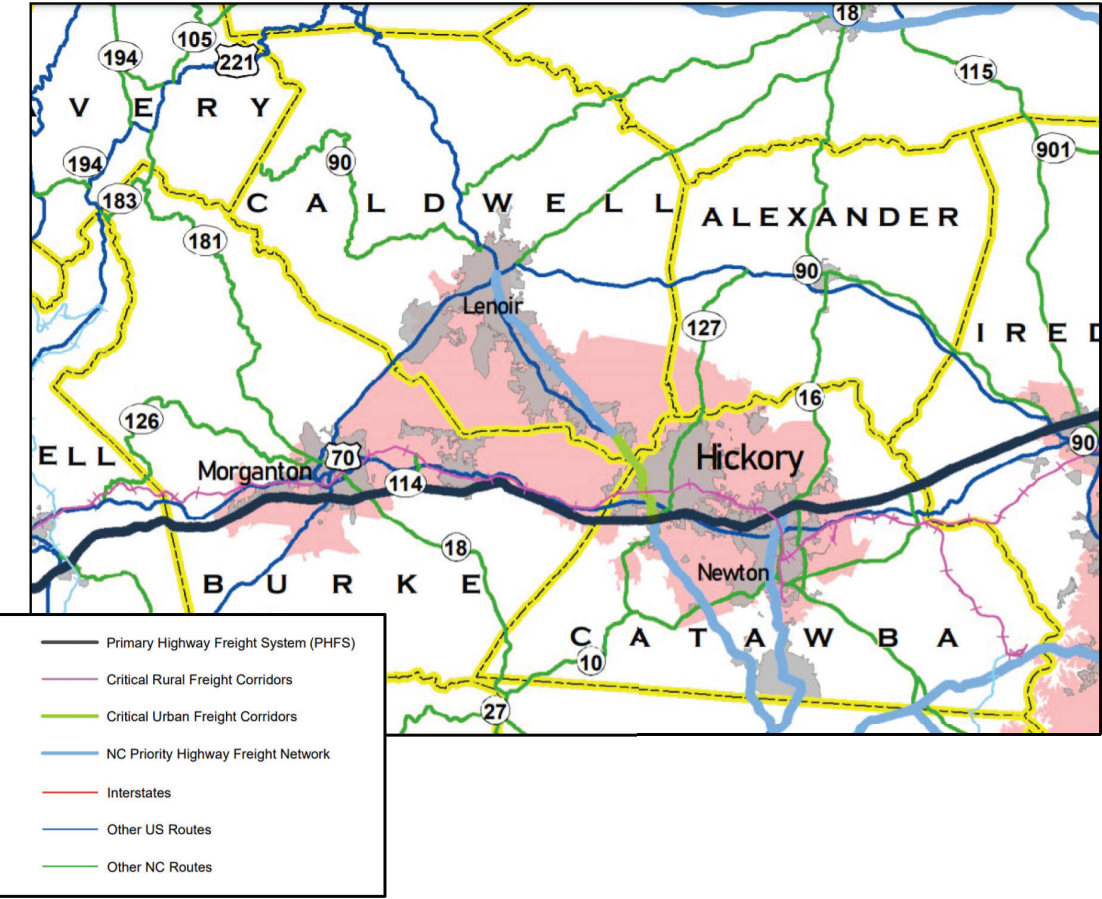 18
105
194
221
115
A V E R Y
90
901
194
183
C A L D W E L L
A L E X A N D E R
181
90
Lenoir
127
I R E D
16
126
90
E L L
Morganton
70
Hickory
114
18
Newton
B U R K E
C A T A W B A
10
27
Primary Highway Freight System (PHFS)
Critical Rural Freight Corridors
Critical Urban Freight Corridors
NC Priority Highway Freight Network
Interstates
Other US Routes
Other NC Routes